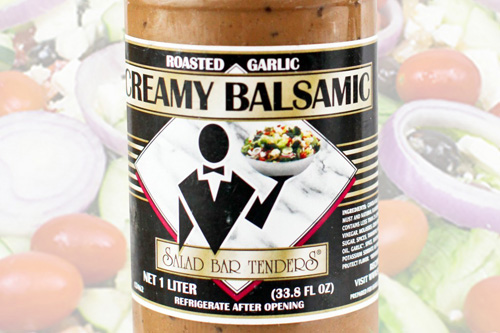 ROASTED GARLIC
CREAMY BALSAMIC
SALAD BAR TENDERS®
NET 1 LITER (33.8 FL OZ)
REFRIGERATE AFTER OPENING